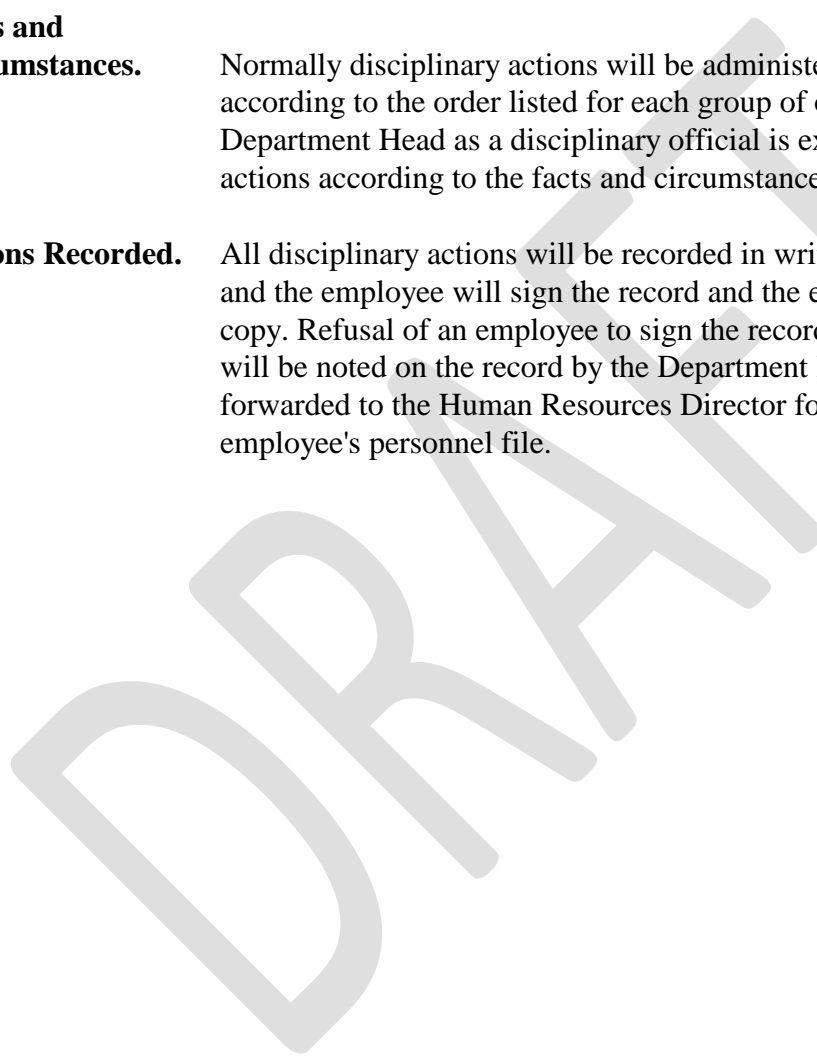 s and
umstances. Normally disciplinary actions will be administe
according to the order listed for each group of
Department Head as a disciplinary official is ex
actions according to the facts and circumstance
ons Recorded. All disciplinary actions will be recorded in wri
and the employee will sign the record and the e
copy. Refusal of an employee to sign the record
will be noted on the record by the Department
forwarded to the Human Resources Director fo
employee's personnel file.
DRAFT